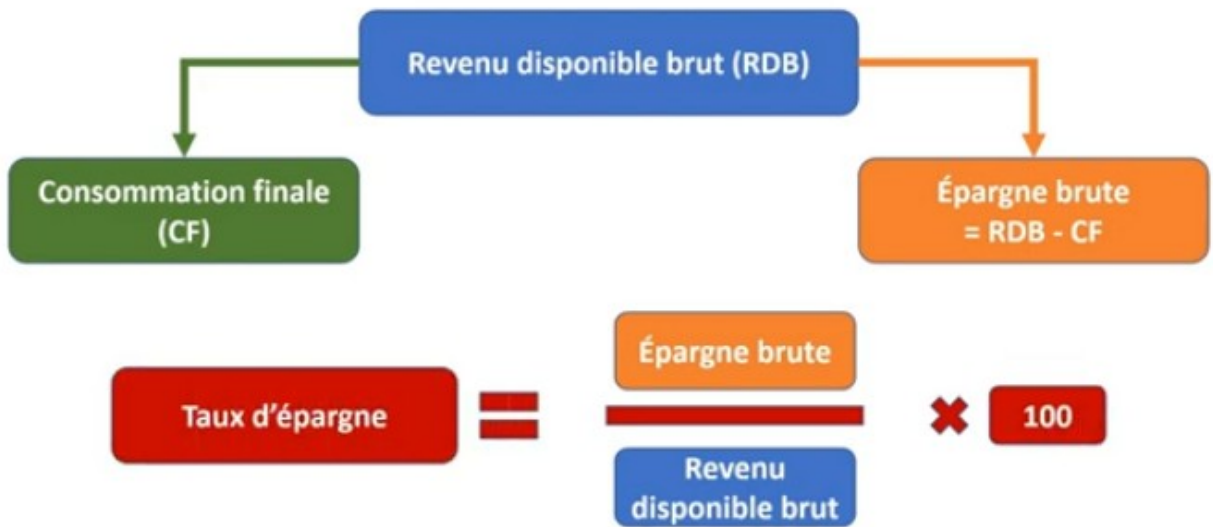 Revenu disponible brut (RDB)
Consommation finale
(CF)
Épargne brute
= RDB - CF
Taux d’épargne
=
Épargne brute
Revenu
disponible brut
×
100